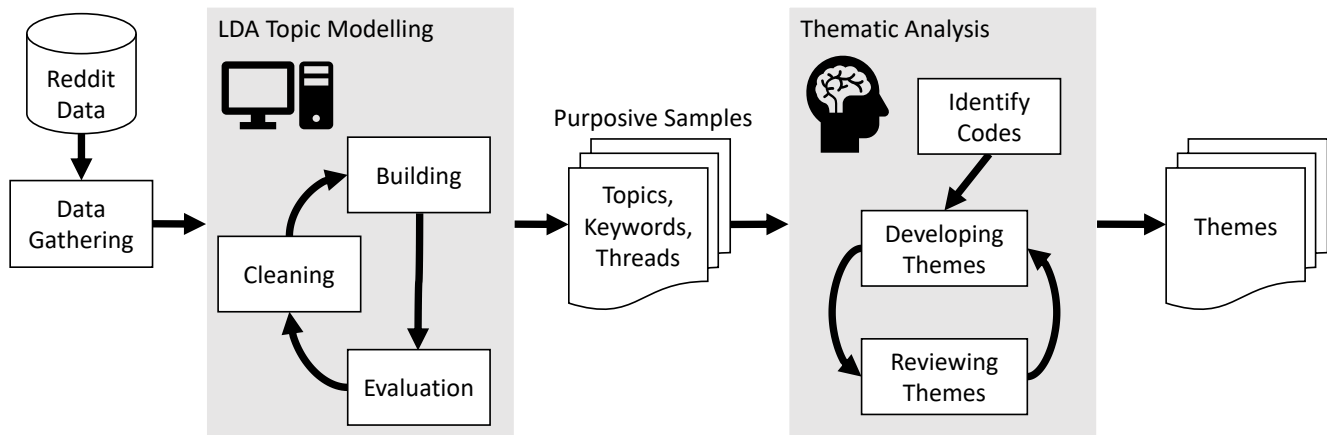 Reddit
Data
Data
Gathering
LDA Topic Modelling
Building
Cleaning
Evaluation
Purposive Samples
Topics,
Keywords,
Threads
Thematic Analysis
Identify
Codes
Developing
Themes
Reviewing
Themes
Themes